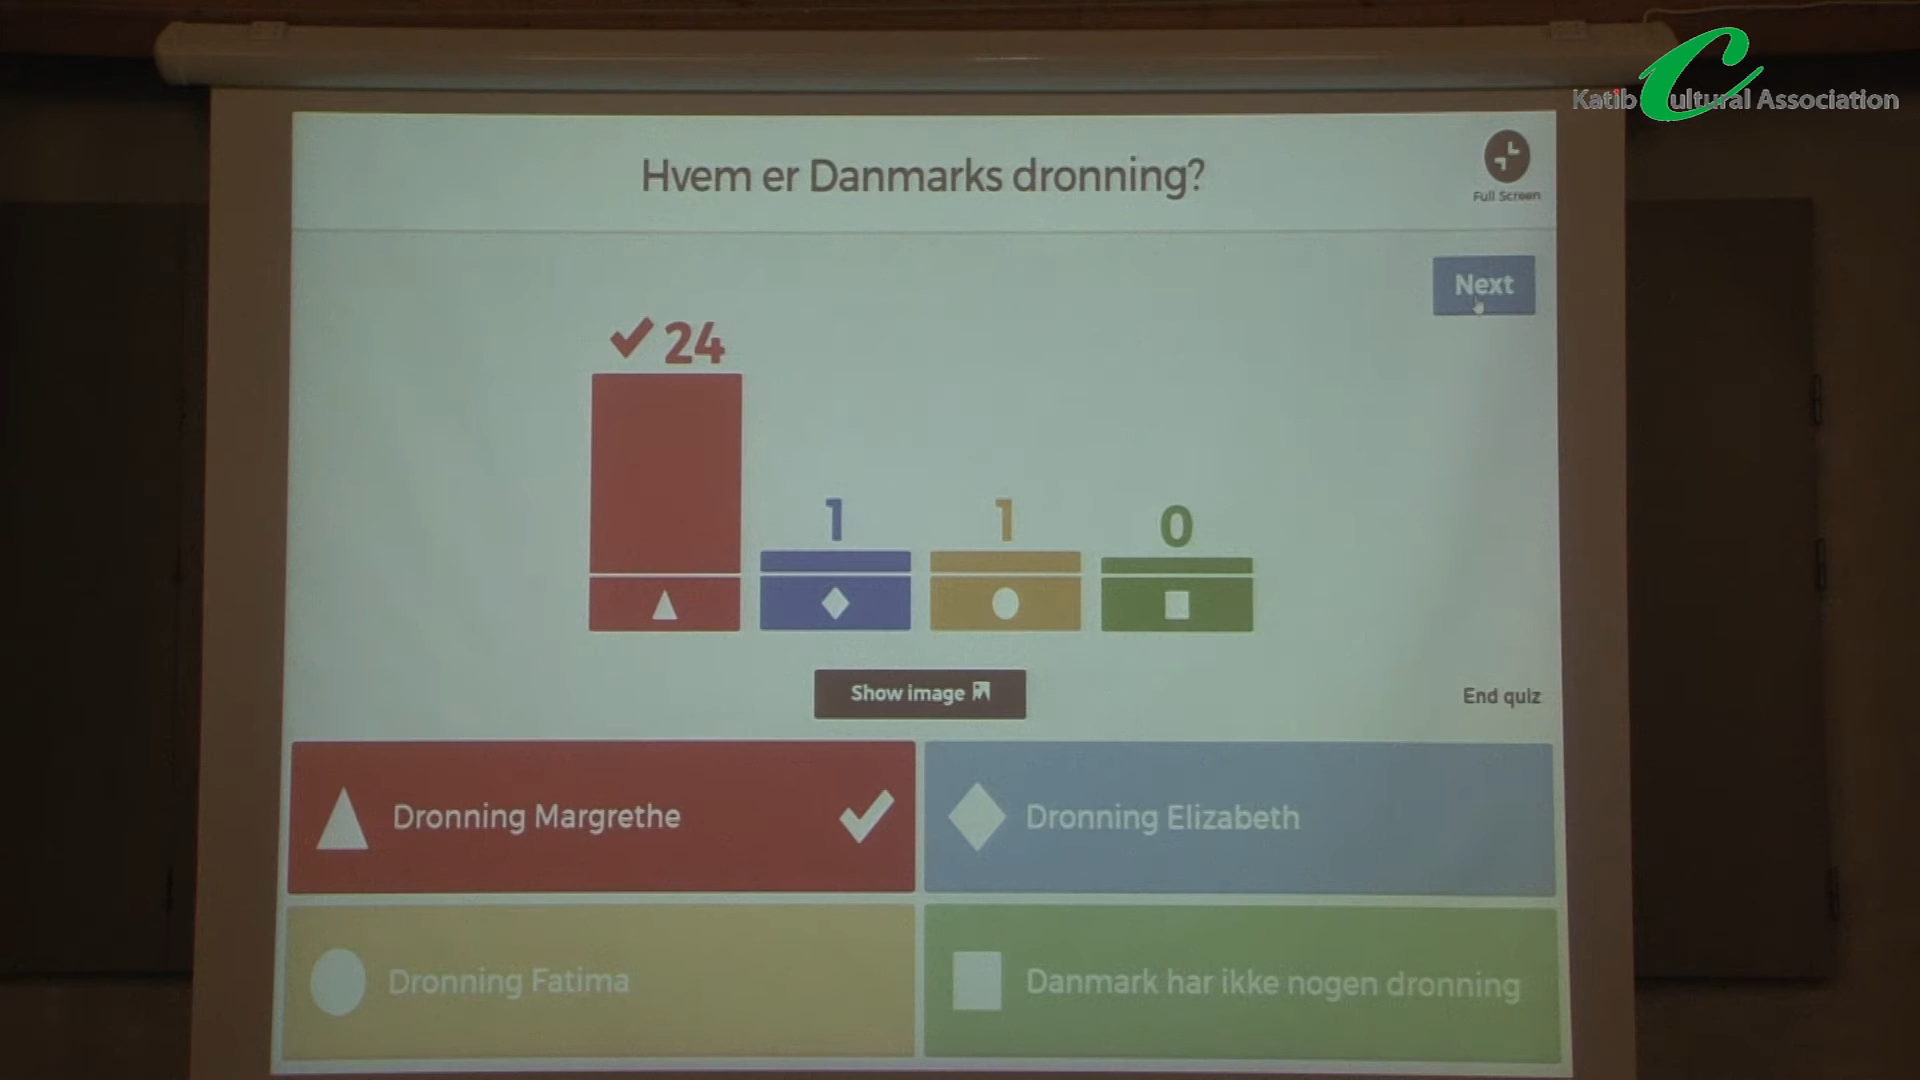 Katib Cultural Association
Hvem er Danmarks dronning?
Full Screen
Next
24
1
1
0
Show image
End quiz
Dronning Margrethe
Dronning Elizabeth
Dronning Fatima
Danmark har ikke nogen dronning